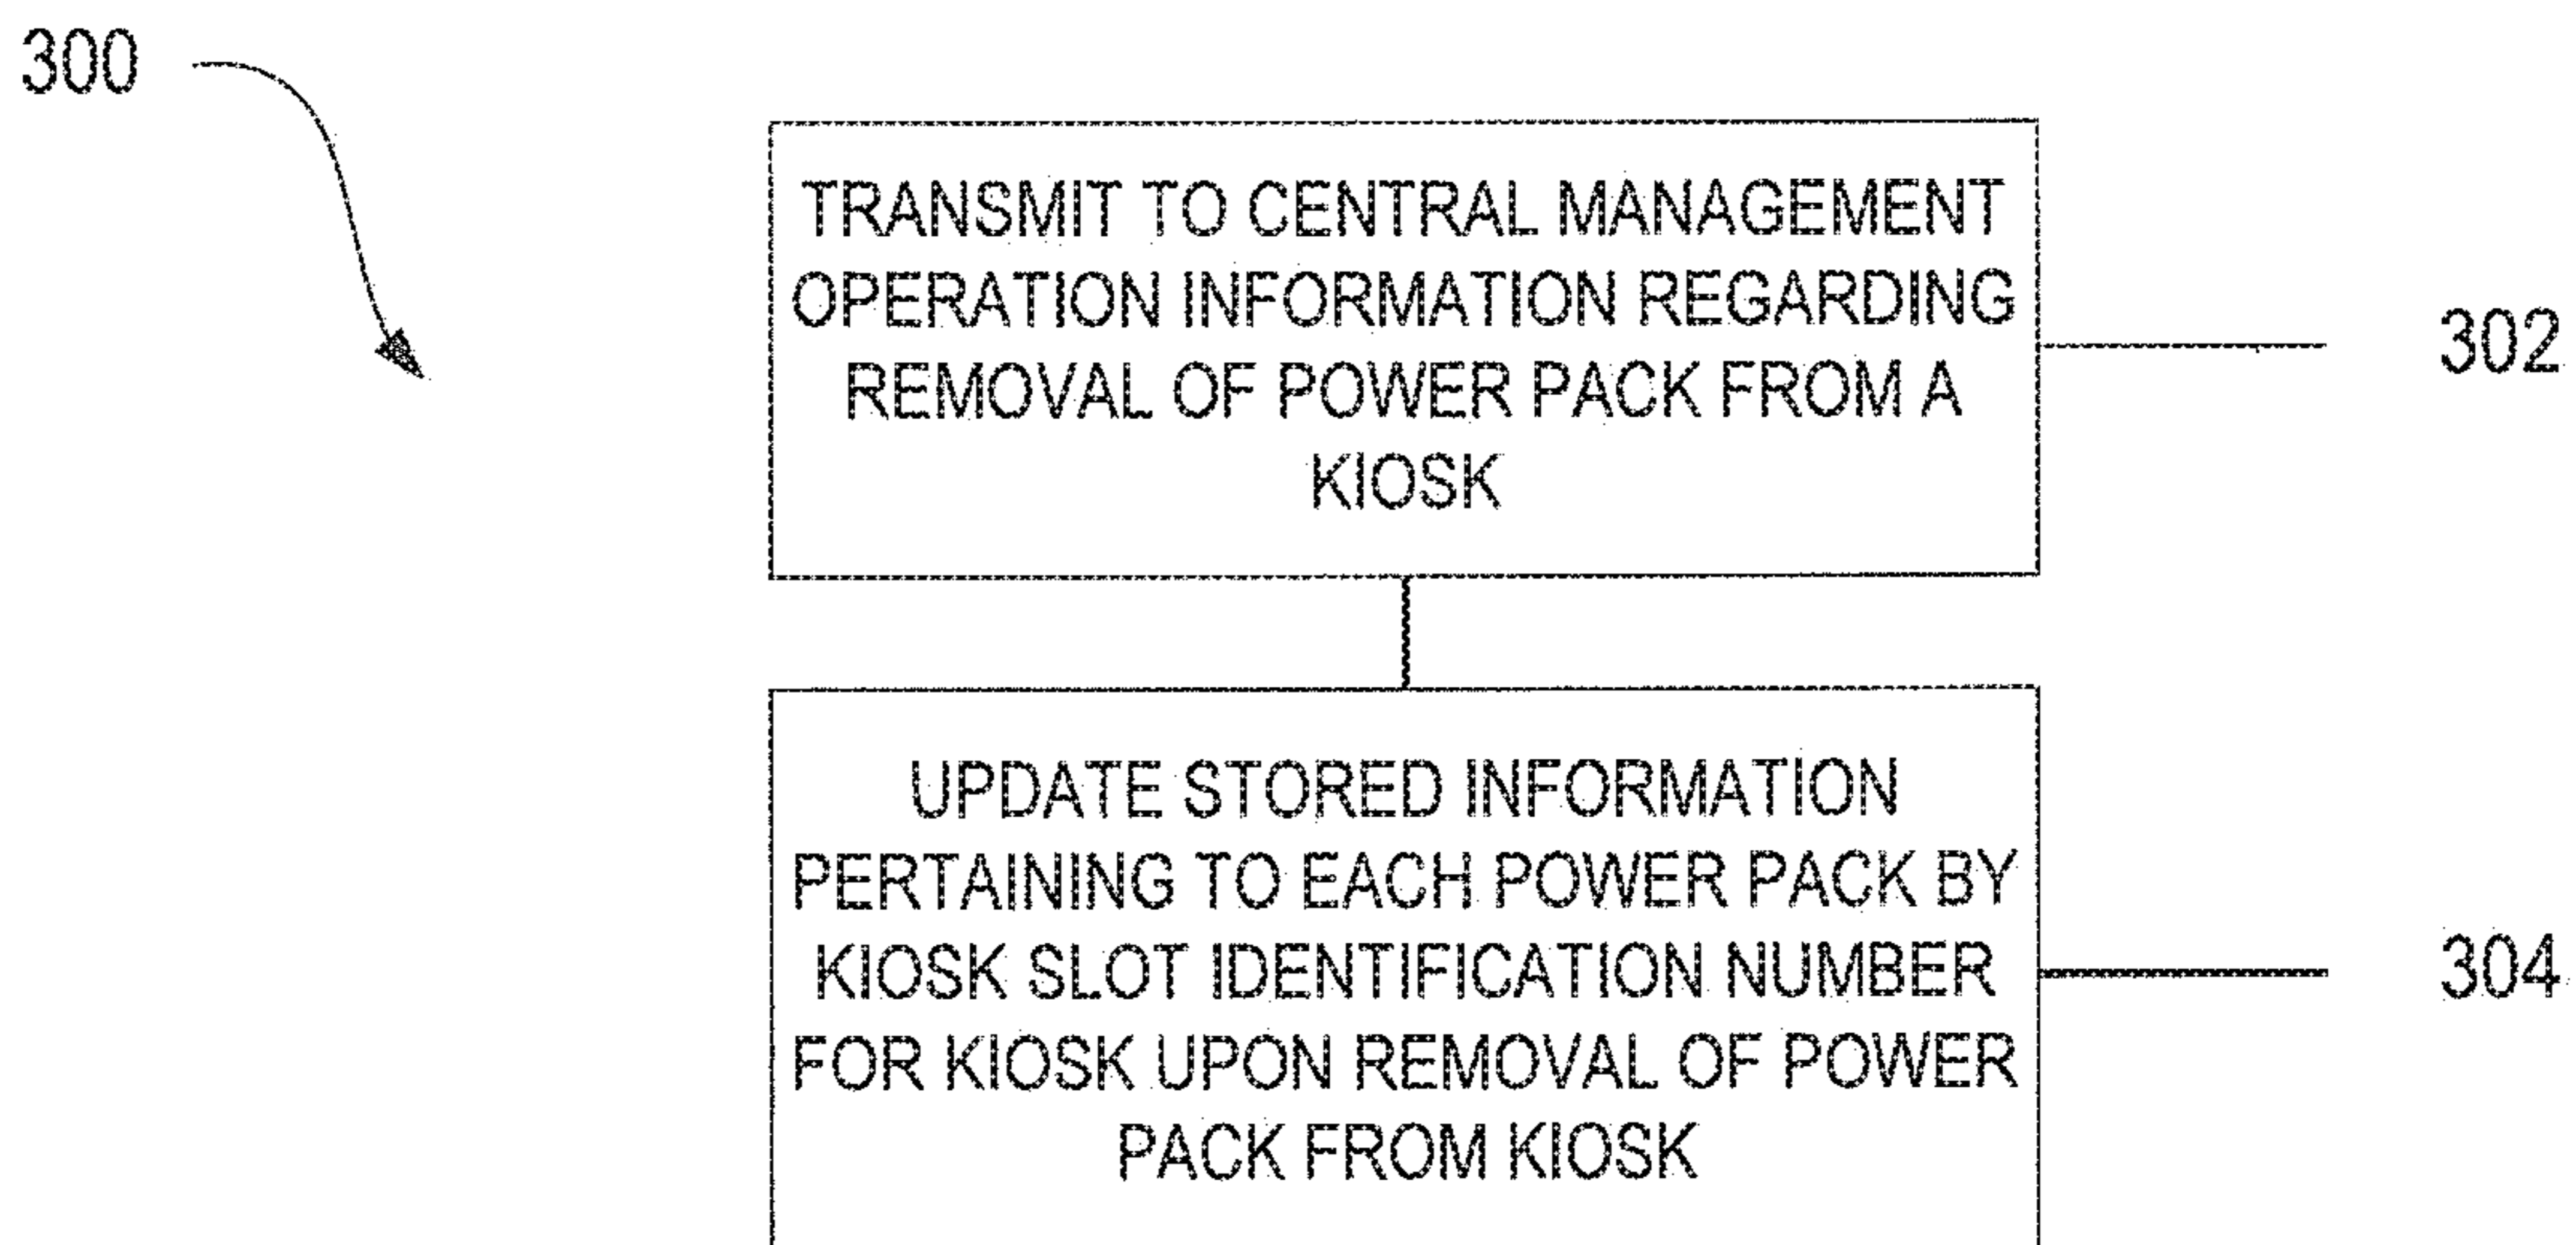 300
TRANSMIT TO CENTRAL MANAGEMENT
OPERATION INFORMATION REGARDING
REMOVAL OF POWER PACK FROM A
KIOSK
302
UPDATE STORED INFORMATION
PERTAINING TO EACH POWER PACK BY
KIOSK SLOT IDENTIFICATION NUMBER
FOR KIOSK UPON REMOVAL OF POWER
PACK FROM KIOSK
304